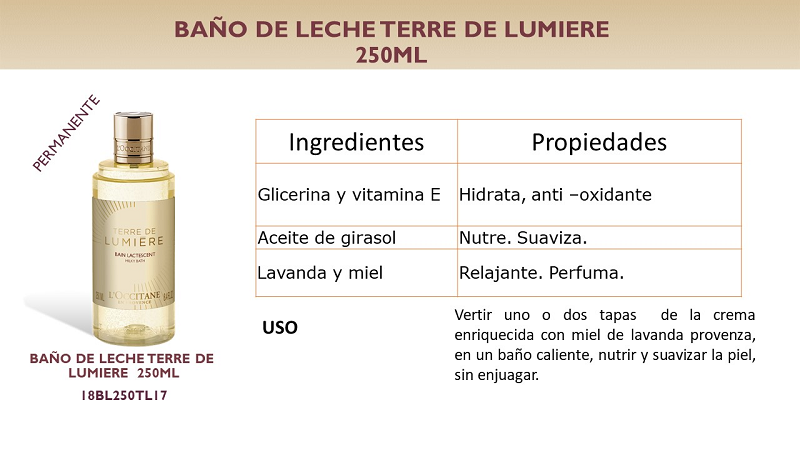 BAÑO DE LECHE TERRE DE LUMIERE
250ML
PERMANENTE
L'OCCITANE
TERRE DE
LUMIÈRE
BAIN LACTESCENT
MILKY BATH
L'OCCITANE
EN PROVENCE
BAÑO DE LECHE TERRE DE
LUMIERE 250ML
18BL250TL17
Ingredientes Propiedades
Glicerina y vitamina E Hidrata, anti –oxidante
Aceite de girasol Nutre. Suaviza.
Lavanda y miel Relajante. Perfuma.
USO
Vertir uno o dos tapas de la crema
enriquecida con miel de lavanda provenza,
en un baño caliente, nutrir y suavizar la piel,
sin enjuagar.